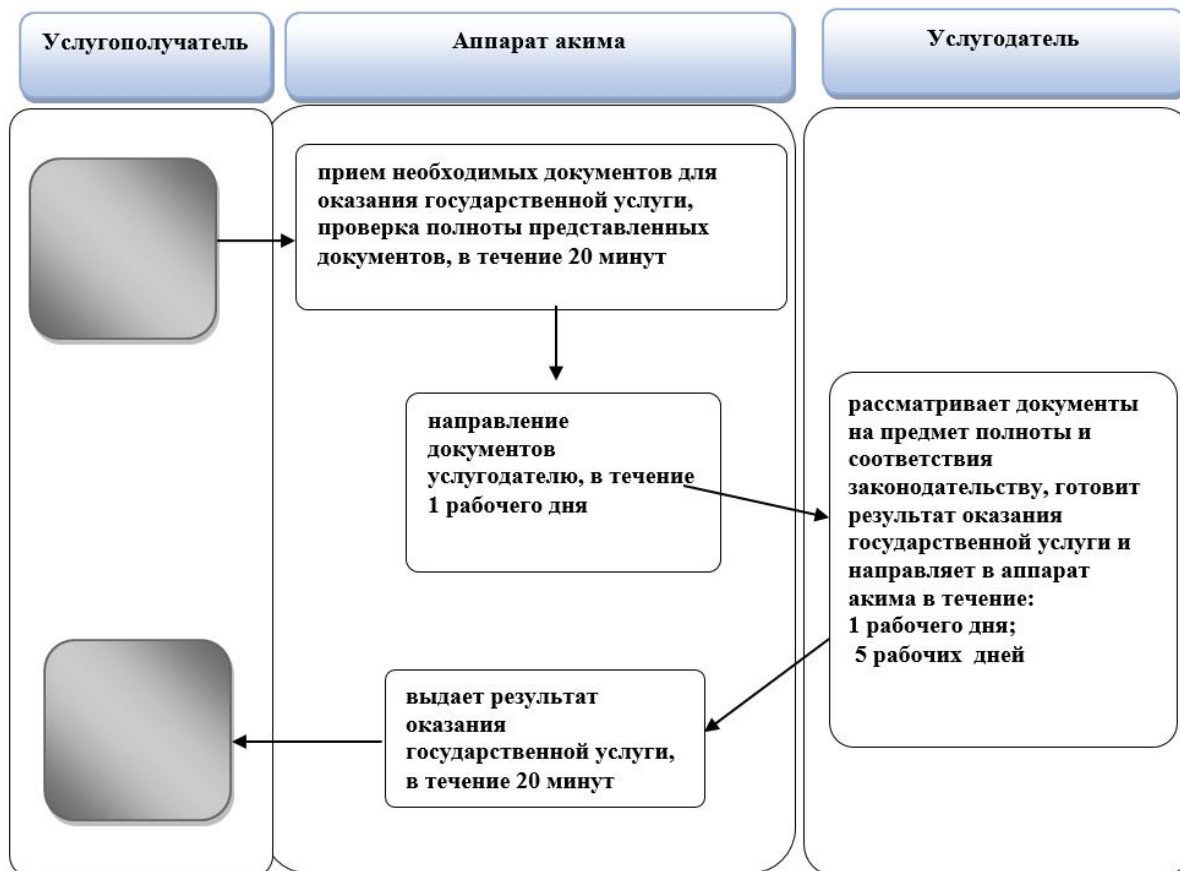 Услугополучатель
Аппарат акима
Услугодатель
прием необходимых документов для
оказания государственной услуги,
проверка полноты представленных
документов, в течение 20 минут
направление
документов
услугодателю, в течение
1 рабочего дня
рассматривает документы
на предмет полноты и
соответствия
законодательству, готовит
результат оказания
государственной услуги и
направляет в аппарат
акима в течение:
1 рабочего дня;
5 рабочих дней
выдает результат
оказания
государственной услуги,
в течение 20 минут